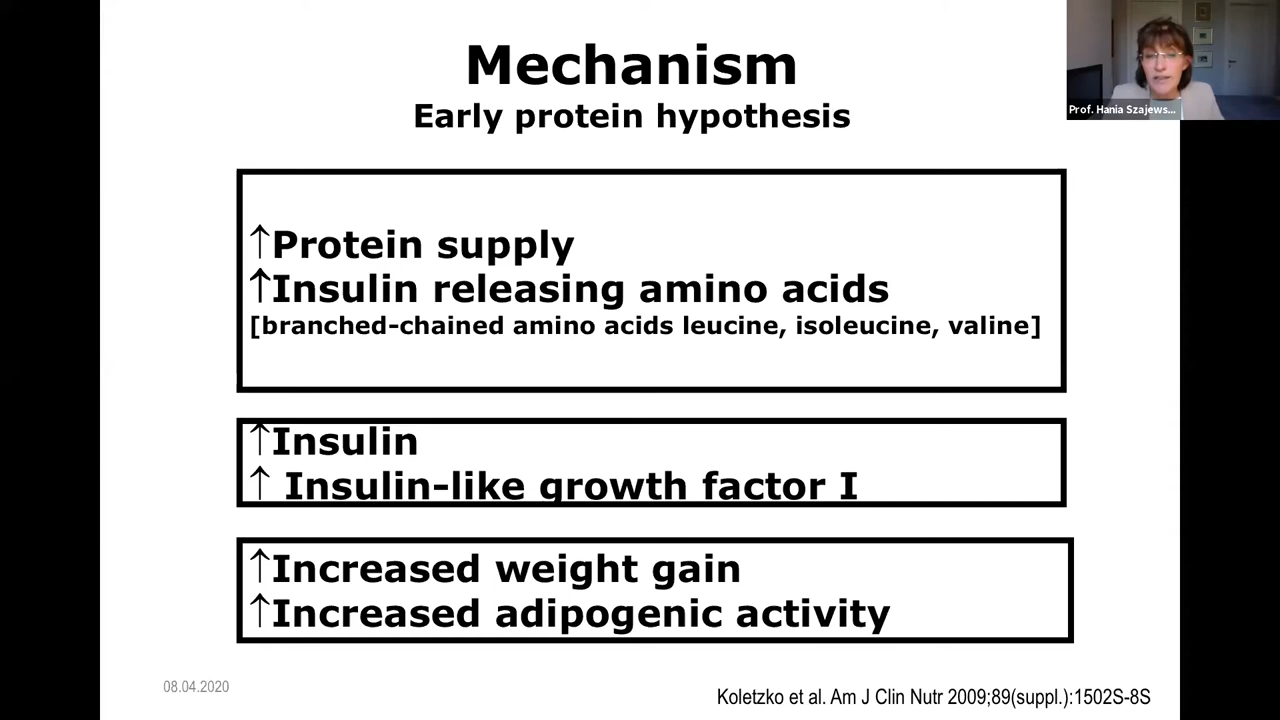 Mechanism
Early protein hypothesis
Prof. Hania Szajews...
↑Protein supply
↑Insulin releasing amino acids
[branched-chained amino acids leucine, isoleucine, valine]
↑Insulin
↑ Insulin-like growth factor I
↑Increased weight gain
↑Increased adipogenic activity
08.04.2020
Koletzko et al. Am J Clin Nutr 2009;89(suppl.):1502S-8S